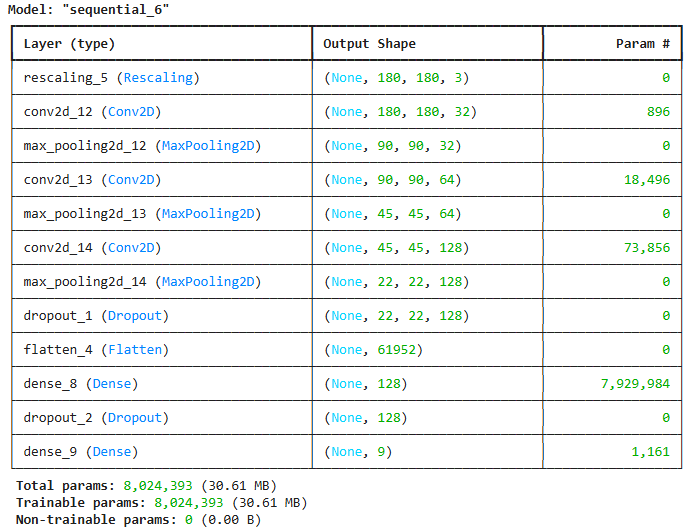 Model: "sequential_6"
Layer (type) Output Shape Param #
rescaling_5 (Rescaling) (None, 180, 180, 3) 0
conv2d_12 (Conv2D) (None, 180, 180, 32) 896
max_pooling2d_12 (MaxPooling2D) (None, 90, 90, 32) 0
conv2d_13 (Conv2D) (None, 90, 90, 64) 18,496
max_pooling2d_13 (MaxPooling2D) (None, 45, 45, 64) 0
conv2d_14 (Conv2D) (None, 45, 45, 128) 73,856
max_pooling2d_14 (MaxPooling2D) (None, 22, 22, 128) 0
dropout_1 (Dropout) (None, 22, 22, 128) 0
flatten_4 (Flatten) (None, 61952) 0
dense_8 (Dense) (None, 128) 7,929,984
dropout_2 (Dropout) (None, 128) 0
dense_9 (Dense) (None, 9) 1,161
Total params: 8,024,393 (30.61 MB)
Trainable params: 8,024,393 (30.61 MB)
Non-trainable params: 0 (0.00 B)